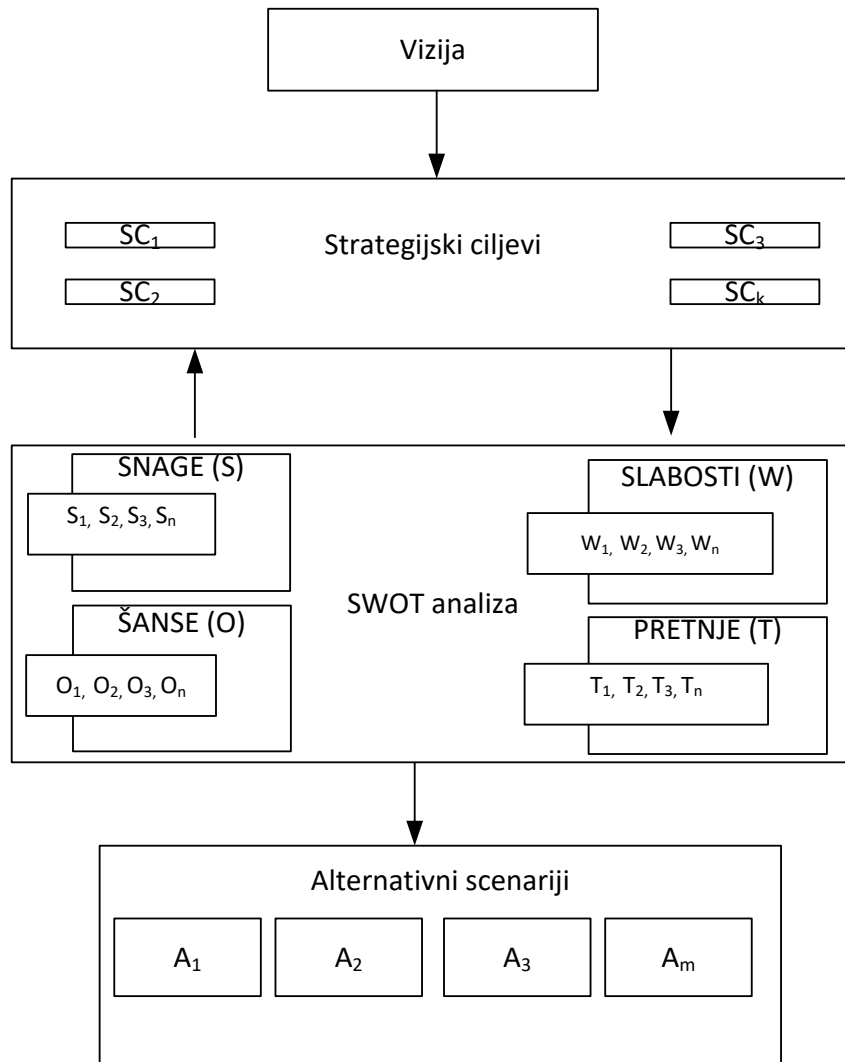 Vizija
SC₁
Strategijski ciljevi
SC₃
SC₂
SCₖ
SNAGE (S)
S₁, S₂, S₃, Sₙ
SLABOSTI (W)
W₁, W₂, W₃, Wₙ
SWOT analiza
ŠANSE (O)
O₁, O₂, O₃, Oₙ
PRETNJE (T)
T₁, T₂, T₃, Tₙ
Alternativni scenariji
A₁
A₂
A₃
Aₘ